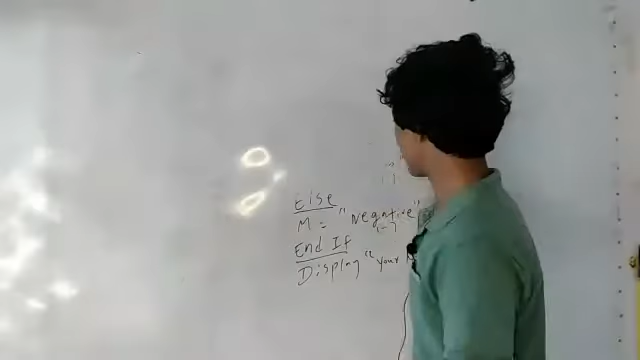 Else
M = "Negative"
End If
Display "your